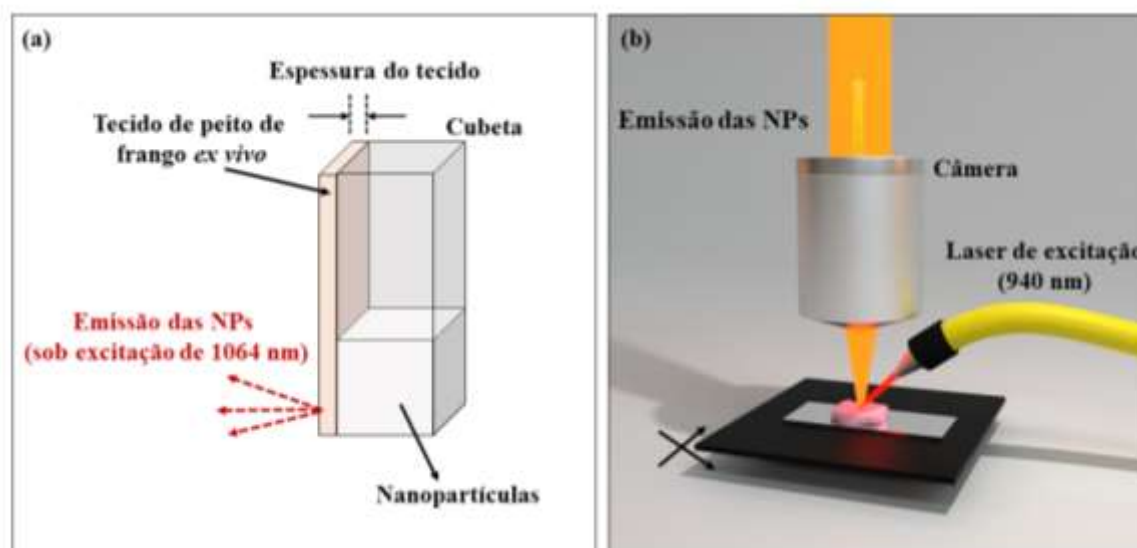 (a)
Espessura do tecido
Tecido de peito de
frango ex vivo
Cubeta
Emissão das NPs
(sob excitação de 1064 nm)
Nanopartículas
(b)
Emissão das NPs
Câmera
Laser de excitação
(940 nm)